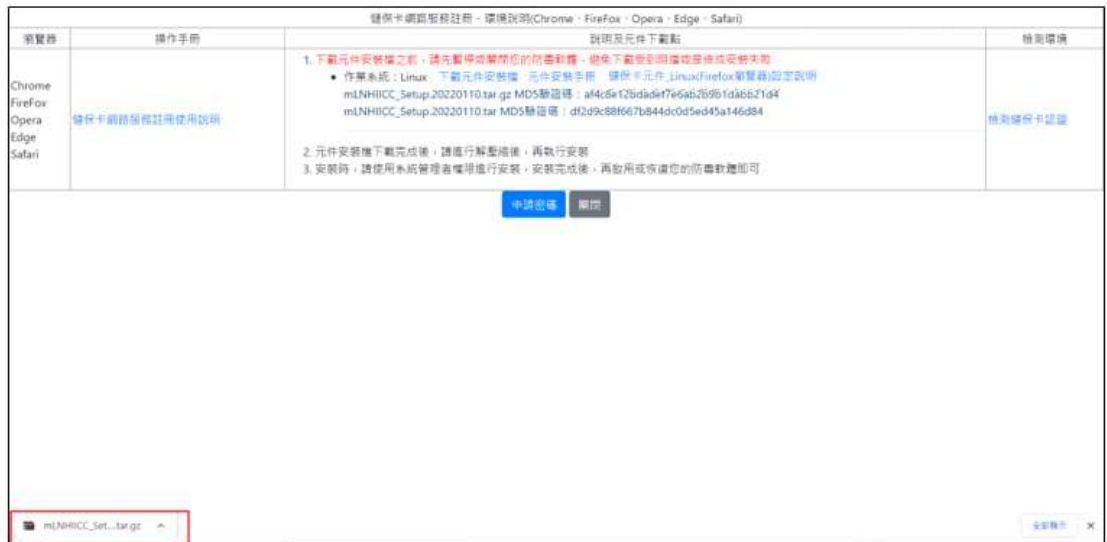 健保卡網路服務註冊 - 環境說明(Chrome、FireFox、Opera、Edge、Safari)
瀏覽器 操作手冊 說明及元件下載點 檢測環境
Chrome
FireFox
Opera
Edge
Safari
健保卡網路服務註冊使用說明
1. 下載元件安裝檔之前，請先暫停或關閉您的防毒軟體，避免下載受到阻擋或是造成安裝失敗
• 作業系統：Linux 下載元件安裝檔 元件安裝手冊 健保卡元件_Linux(Firefox瀏覽器)設定說明
mLNHIICC_Setup.20220110.tar.gz MD5驗證碼：af4c8e12bdadef7e6ab2b9b1dabb21d4
mLNHIICC_Setup.20220110.tar MD5驗證碼：df2d9c88f667b844dc0d5ed45a146d84
2. 元件安裝檔下載完成後，請進行解壓縮後，再執行安裝
3. 安裝時，請使用系統管理者權限進行安裝，安裝完成後，再啟用或恢復您的防毒軟體即可
檢測健保卡認證
申請密碼 關閉
mLNHIICC_Set...tar.gz
全部顯示